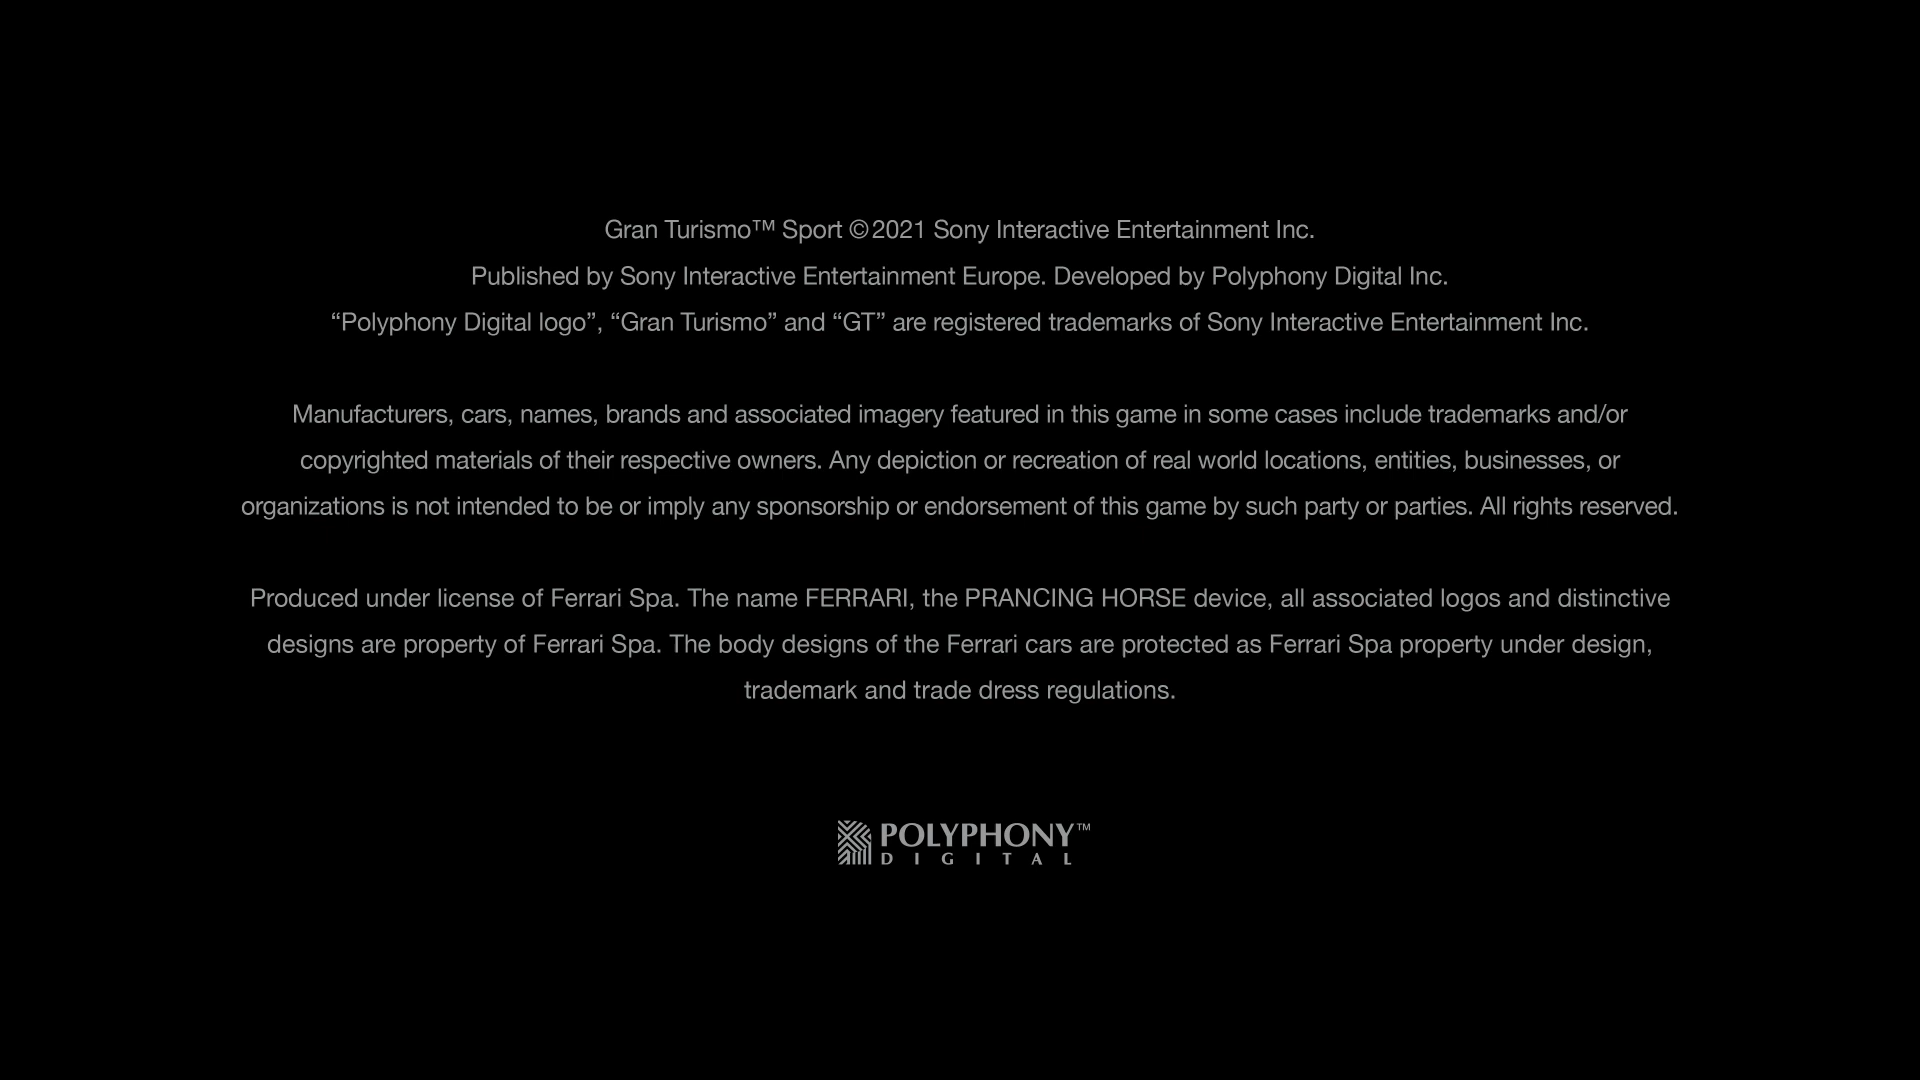 Gran Turismo™ Sport ©2021 Sony Interactive Entertainment Inc.
Published by Sony Interactive Entertainment Europe. Developed by Polyphony Digital Inc.
“Polyphony Digital logo”, “Gran Turismo” and “GT” are registered trademarks of Sony Interactive Entertainment Inc.
Manufacturers, cars, names, brands and associated imagery featured in this game in some cases include trademarks and/or
copyrighted materials of their respective owners. Any depiction or recreation of real world locations, entities, businesses, or
organizations is not intended to be or imply any sponsorship or endorsement of this game by such party or parties. All rights reserved.
Produced under license of Ferrari Spa. The name FERRARI, the PRANCING HORSE device, all associated logos and distinctive
designs are property of Ferrari Spa. The body designs of the Ferrari cars are protected as Ferrari Spa property under design,
trademark and trade dress regulations.
POLYPHONY™
DIGITAL